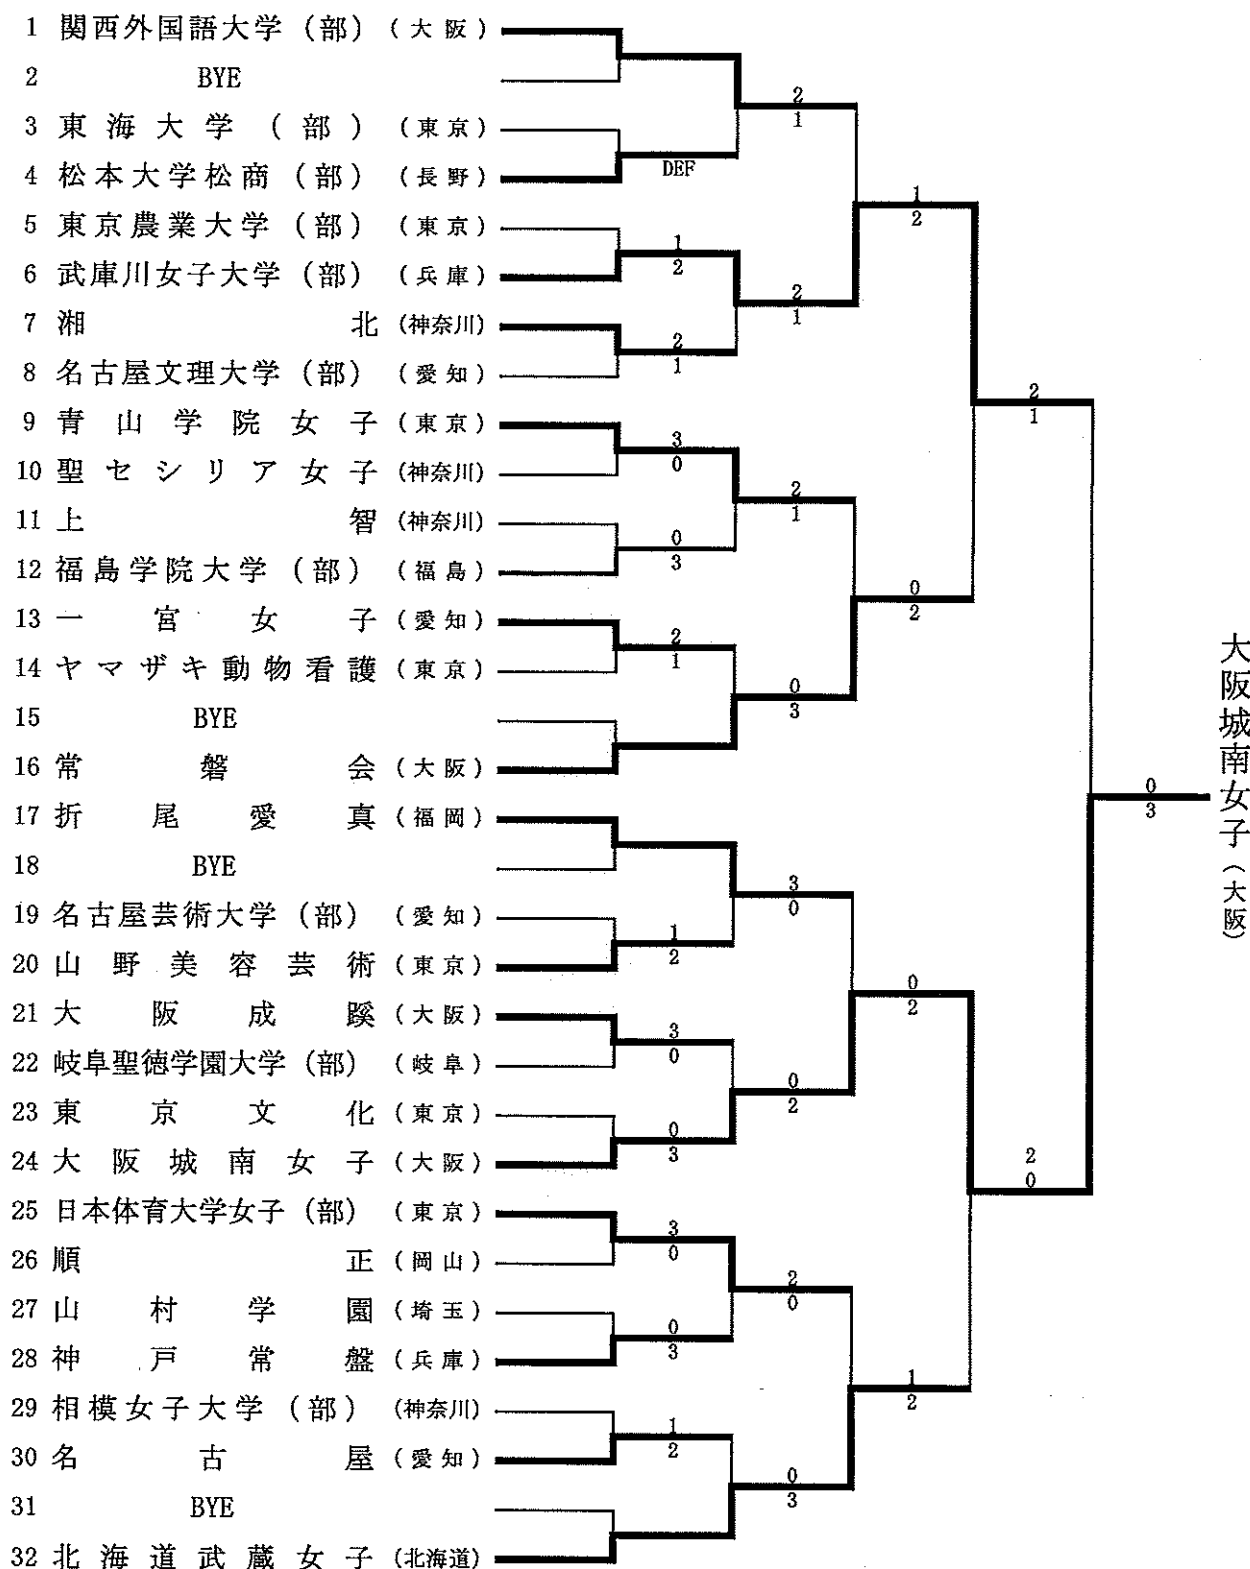 1 関西外国語大学（部）（大阪）
2 BYE
3 東海大学（部）（東京）
4 松本大学松商（部）（長野）
5 東京農業大学（部）（東京）
6 武庫川女子大学（部）（兵庫）
7 湘北（神奈川）
8 名古屋文理大学（部）（愛知）
9 青山学院女子（東京）
10 聖セシリア女子（神奈川）
11 上智（神奈川）
12 福島学院大学（部）（福島）
13 一宮女子（愛知）
14 ヤマザキ動物看護（東京）
15 BYE
16 常磐会（大阪）
17 折尾愛真（福岡）
18 BYE
19 名古屋芸術大学（部）（愛知）
20 山野美容芸術（東京）
21 大阪成蹊（大阪）
22 岐阜聖徳学園大学（部）（岐阜）
23 東京文化（東京）
24 大阪城南女子（大阪）
25 日本体育大学女子（部）（東京）
26 順正（岡山）
27 山村学園（埼玉）
28 神戸常盤（兵庫）
29 相模女子大学（部）（神奈川）
30 名古屋（愛知）
31 BYE
32 北海道武蔵女子（北海道）
DEF
1
2
2
1
3
0
0
3
2
1
1
2
3
0
0
3
3
0
0
3
1
2
2
1
2
1
2
1
0
3
3
0
0
2
2
0
0
3
1
2
0
2
0
2
1
2
2
1
2
0
0
3
大阪城南女子（大阪）